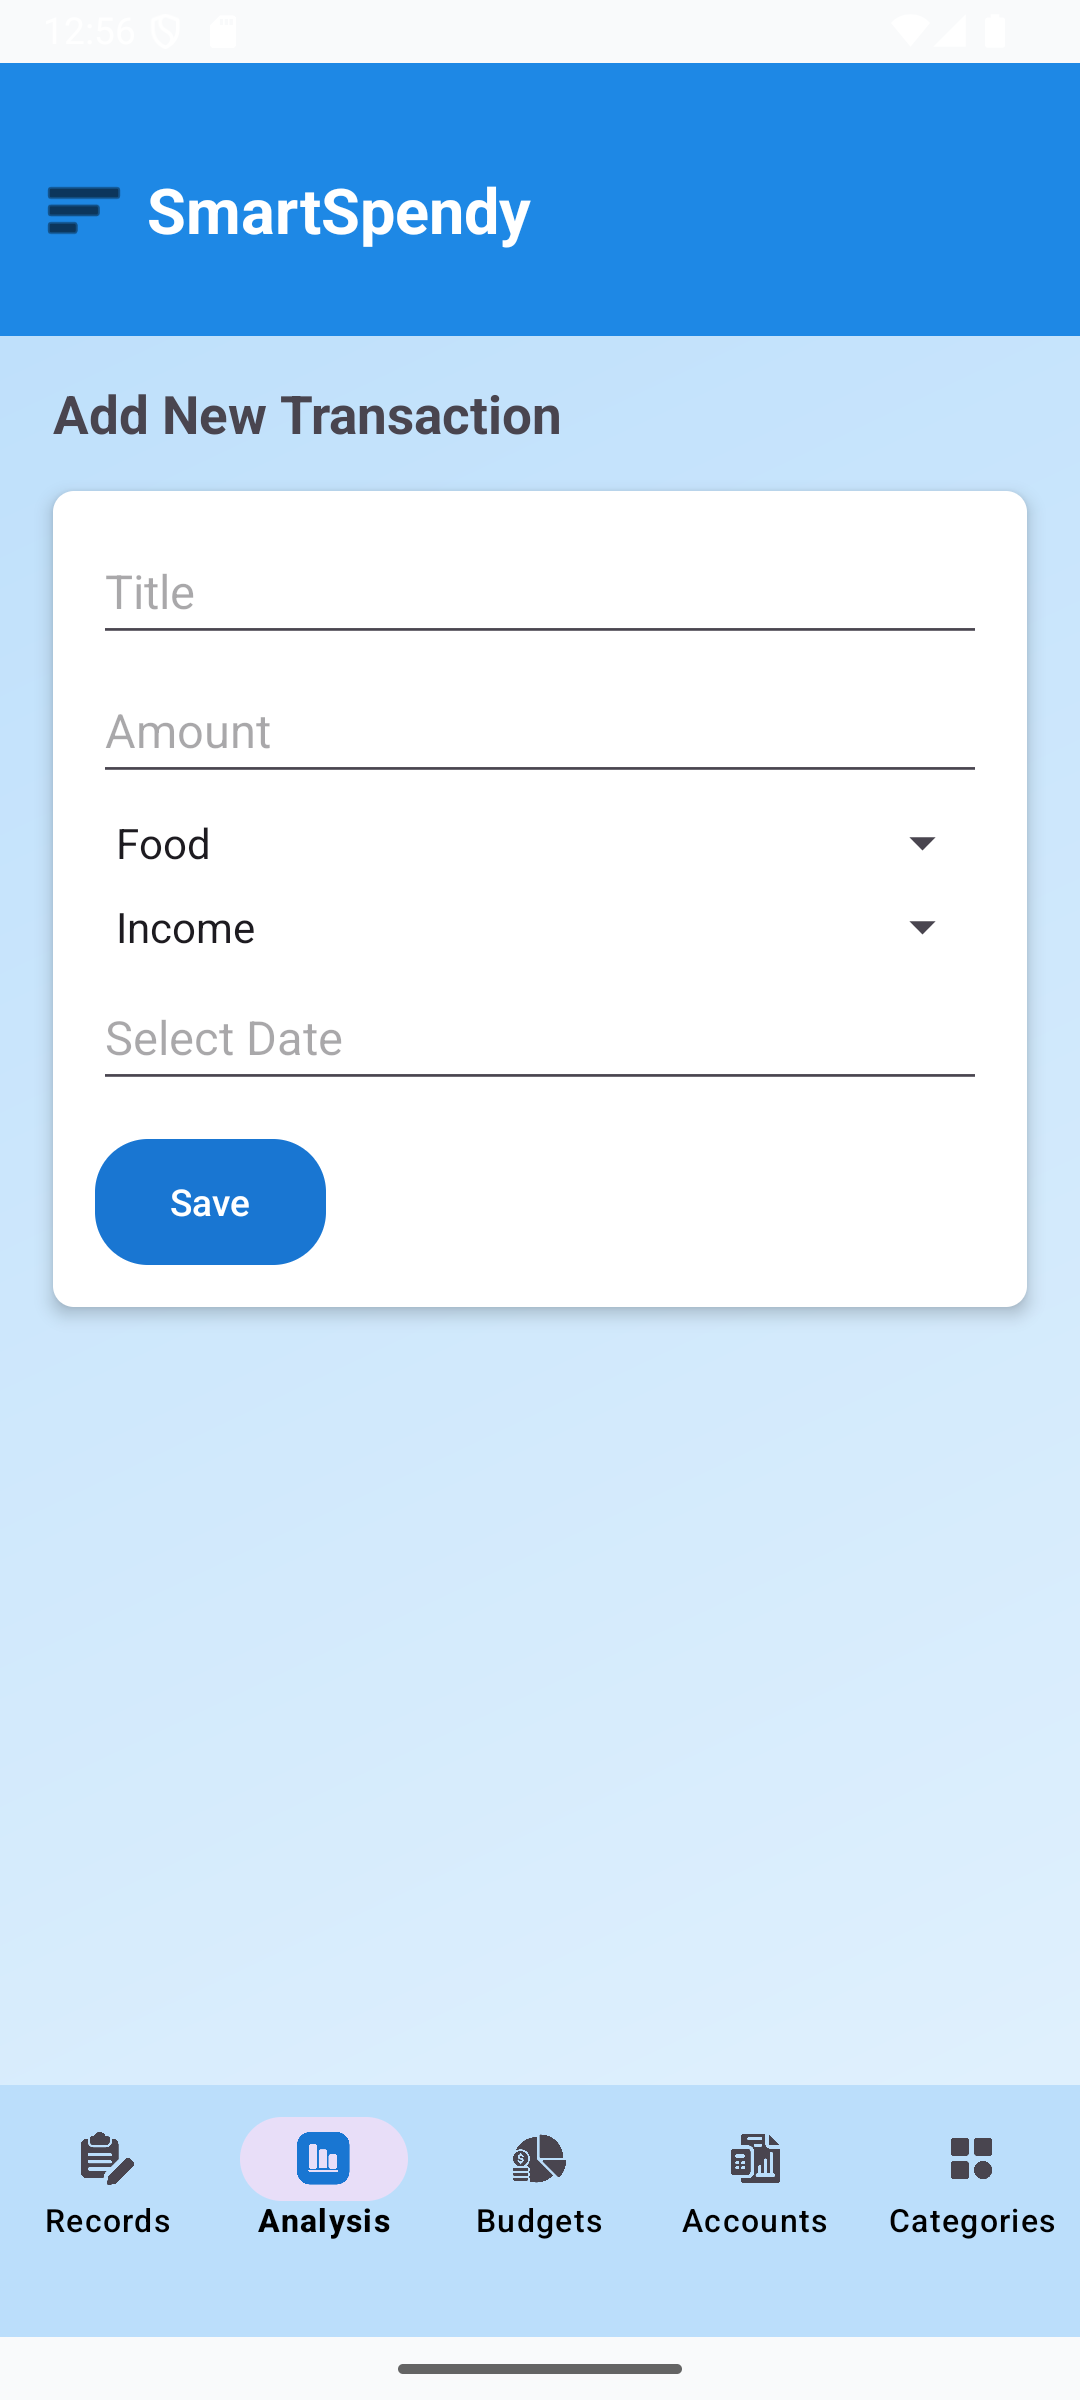 12:56
SmartSpendy
Add New Transaction
Title
Amount
Food
Income
Select Date
Save
Records Analysis Budgets Accounts Categories